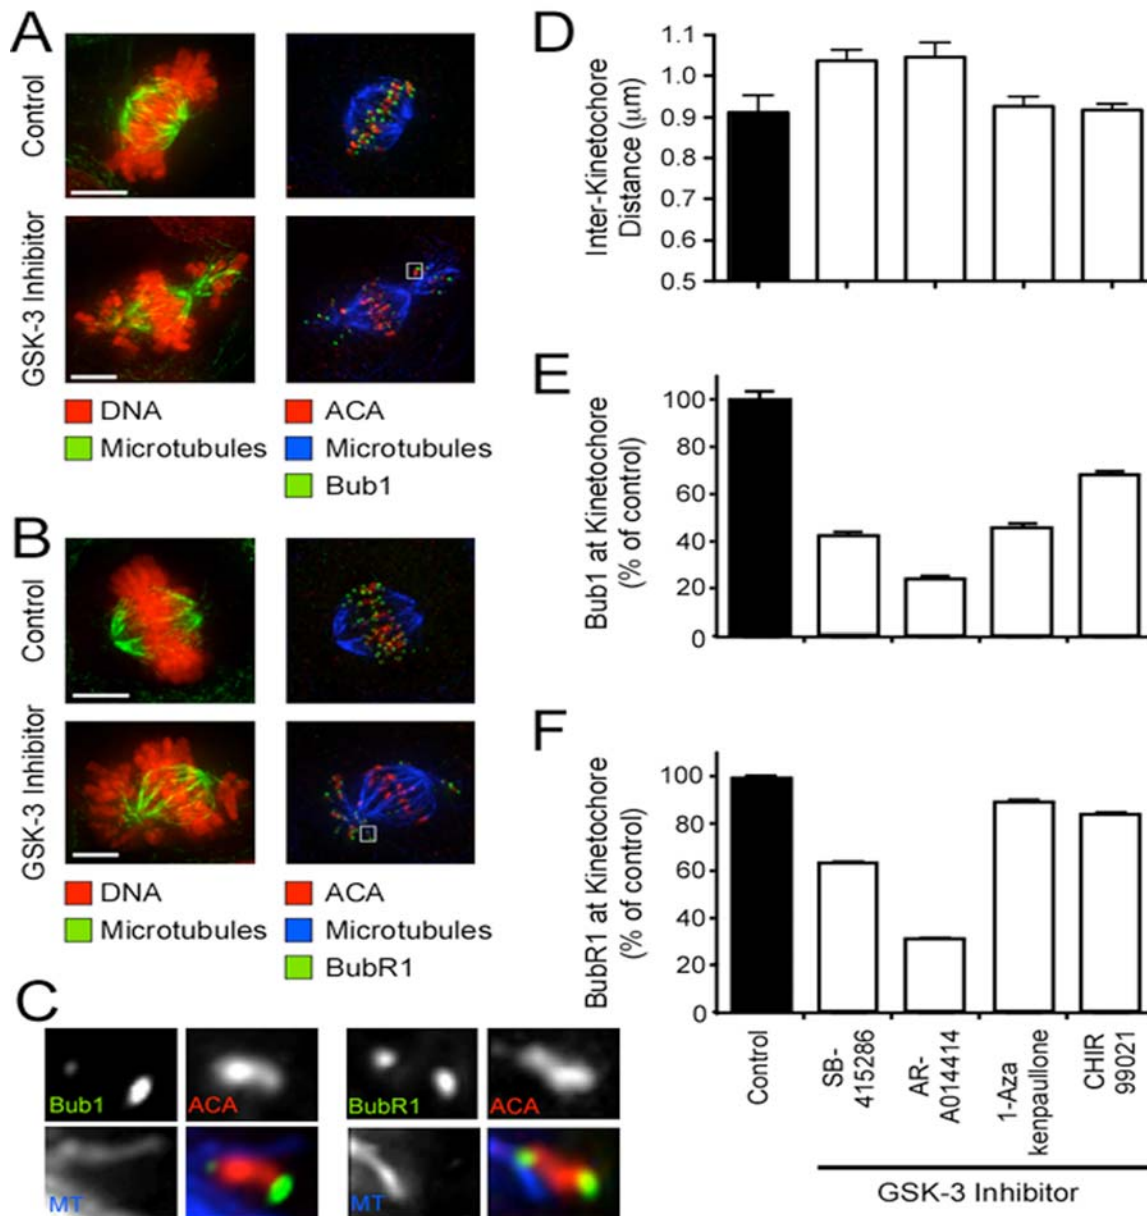 A
Control
GSK-3 Inhibitor
DNA
Microtubules
ACA
Microtubules
Bub1
B
Control
GSK-3 Inhibitor
DNA
Microtubules
ACA
Microtubules
BubR1
C
Bub1
ACA
MT
BubR1
ACA
MT
D
Inter-Kinetochore
Distance (μm)
1.1
1.0
0.9
0.8
0.7
0.6
0.5
E
Bub1 at Kinetochore
(% of control)
100
80
60
40
20
0
F
BubR1 at Kinetochore
(% of control)
100
80
60
40
20
0
Control
SB-
415286
AR-
A014414
1-Aza
kenpaullone
CHIR
99021
GSK-3 Inhibitor